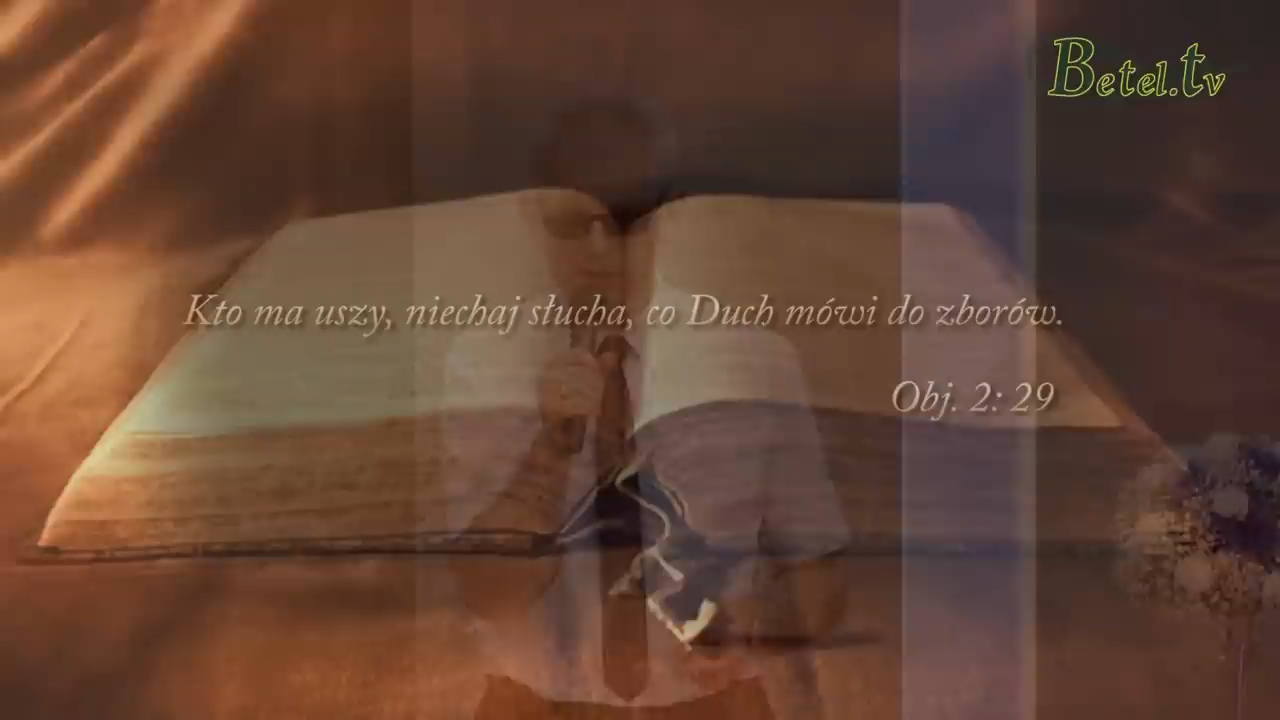 Betel.tv
Kto ma uszy, niechaj słucha, co Duch mówi do zborów.
Obj. 2: 29